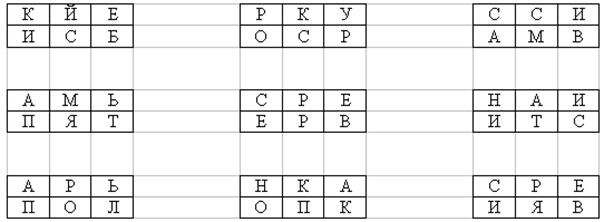 К Й Е Р К У С С И
И С Б О С Р А М В
А М Ь С Р Е Н А И
П Я Т Е Р В И Т С
А Р Ь Н К А С Р Е
П О Л О П К И Я В